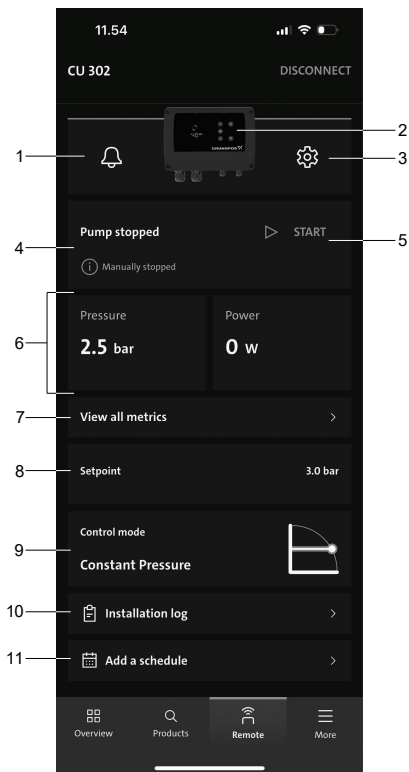 11.54
CU 302
DISCONNECT
GRUNDFOS
1
2
3
Pump stopped
START
4
5
Manually stopped
Pressure
Power
6
2.5 bar
0 W
7
View all metrics
8
Setpoint
3.0 bar
Control mode
9
Constant Pressure
10
Installation log
11
Add a schedule
Overview
Products
Remote
More